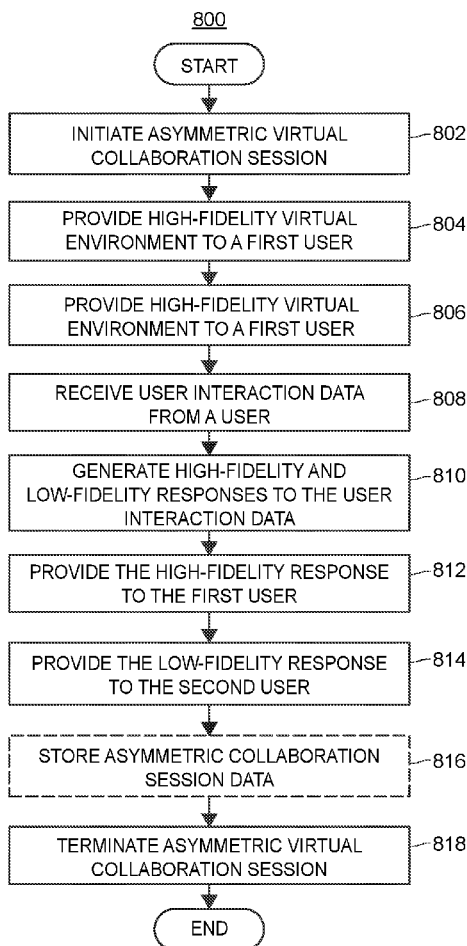 800
START
INITIATE ASYMMETRIC VIRTUAL
COLLABORATION SESSION
802
PROVIDE HIGH-FIDELITY VIRTUAL
ENVIRONMENT TO A FIRST USER
804
PROVIDE HIGH-FIDELITY VIRTUAL
ENVIRONMENT TO A FIRST USER
806
RECEIVE USER INTERACTION DATA
FROM A USER
808
GENERATE HIGH-FIDELITY AND
LOW-FIDELITY RESPONSES TO THE USER
INTERACTION DATA
810
PROVIDE THE HIGH-FIDELITY RESPONSE
TO THE FIRST USER
812
PROVIDE THE LOW-FIDELITY RESPONSE
TO THE SECOND USER
814
STORE ASYMMETRIC COLLABORATION
SESSION DATA
816
TERMINATE ASYMMETRIC VIRTUAL
COLLABORATION SESSION
818
END